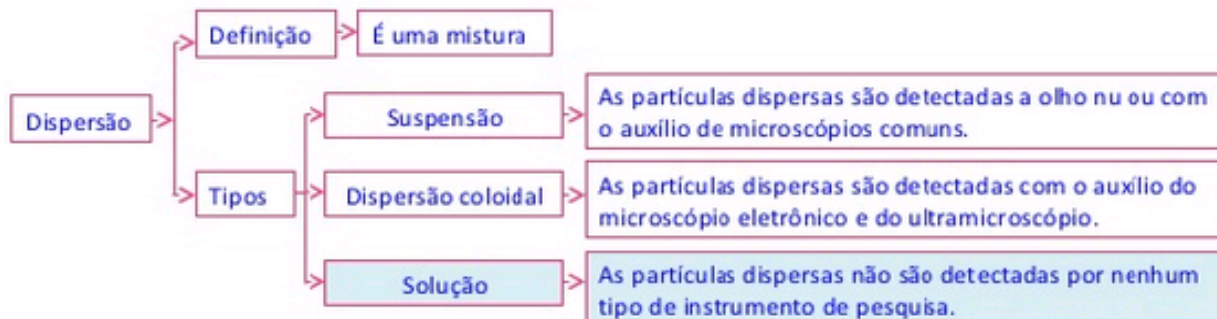 Definição
É uma mistura
Dispersão
Tipos
Suspensão
As partículas dispersas são detectadas a olho nu ou com
o auxílio de microscópios comuns.
Dispersão coloidal
As partículas dispersas são detectadas com o auxílio do
microscópio eletrônico e do ultramicroscópio.
Solução
As partículas dispersas não são detectadas por nenhum
tipo de instrumento de pesquisa.